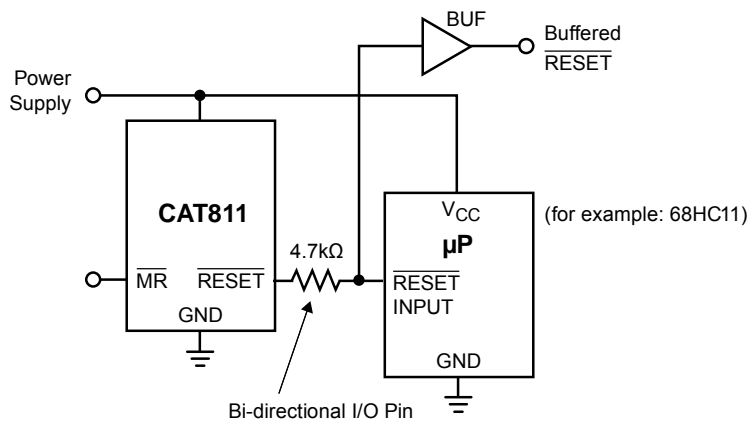 BUF
Buffered
RESET
Power
Supply
CAT811
VCC
(for example: 68HC11)
µP
4.7kΩ
MR
RESET
RESET
INPUT
GND
GND
Bi-directional I/O Pin